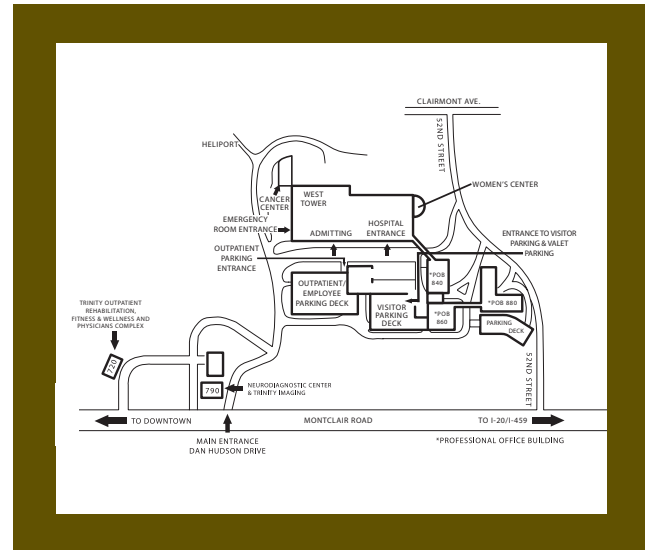 CLAIRMONT AVE.
52ND STREET
HELIPORT
WOMEN'S CENTER
CANCER
CENTER
WEST
TOWER
EMERGENCY
ROOM ENTRANCE
ADMITTING
HOSPITAL
ENTRANCE
ENTRANCE TO VISITOR
PARKING & VALET
PARKING
OUTPATIENT
PARKING
ENTRANCE
OUTPATIENT/
EMPLOYEE
PARKING DECK
*POB
840
VISITOR
PARKING
DECK
*POB
860
*POB 880
PARKING
DECK
TRINITY OUTPATIENT
REHABILITATION,
FITNESS & WELLNESS AND
PHYSICIANS COMPLEX
720
790
NEURODIAGNOSTIC CENTER
& TRINITY IMAGING
52ND STREET
TO DOWNTOWN
MONTCLAIR ROAD
TO I-20/I-459
MAIN ENTRANCE
DAN HUDSON DRIVE
*PROFESSIONAL OFFICE BUILDING